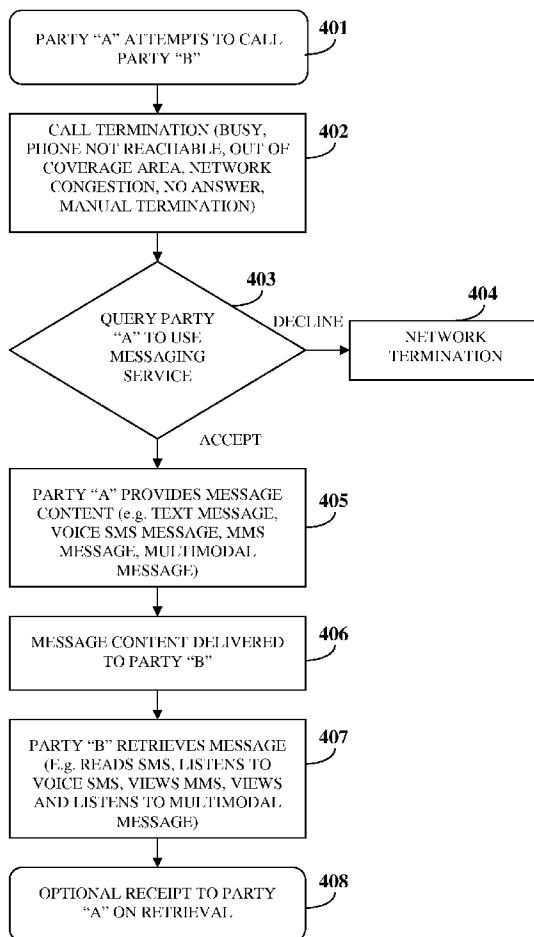 401
PARTY "A" ATTEMPTS TO CALL
PARTY "B"
402
CALL TERMINATION (BUSY,
PHONE NOT REACHABLE, OUT OF
COVERAGE AREA, NETWORK
CONGESTION, NO ANSWER,
MANUAL TERMINATION)
403
QUERY PARTY
"A" TO USE
MESSAGING
SERVICE
DECLINE
404
NETWORK
TERMINATION
ACCEPT
405
PARTY "A" PROVIDES MESSAGE
CONTENT (e.g. TEXT MESSAGE,
VOICE SMS MESSAGE, MMS
MESSAGE, MULTIMODAL
MESSAGE)
406
MESSAGE CONTENT DELIVERED
TO PARTY "B"
407
PARTY "B" RETRIEVES MESSAGE
(E.g. READS SMS, LISTENS TO
VOICE SMS, VIEWS MMS, VIEWS
AND LISTENS TO MULTIMODAL
MESSAGE)
408
OPTIONAL RECEIPT TO PARTY
"A" ON RETRIEVAL